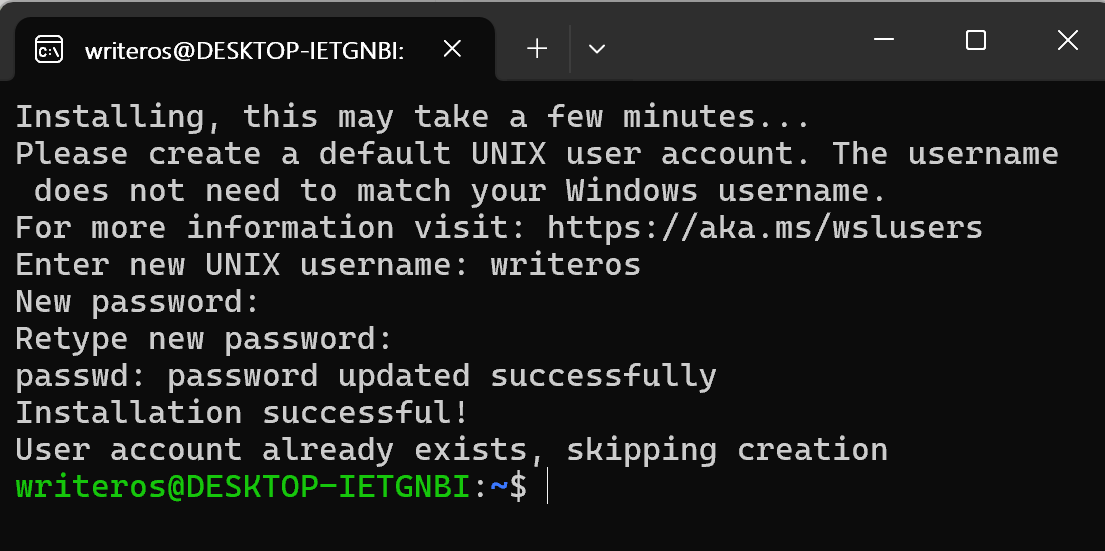 writeros@DESKTOP-IETGNBI:
Installing, this may take a few minutes...
Please create a default UNIX user account. The username
does not need to match your Windows username.
For more information visit: https://aka.ms/wslusers
Enter new UNIX username: writeros
New password:
Retype new password:
passwd: password updated successfully
Installation successful!
User account already exists, skipping creation
writeros@DESKTOP-IETGNBI:~$